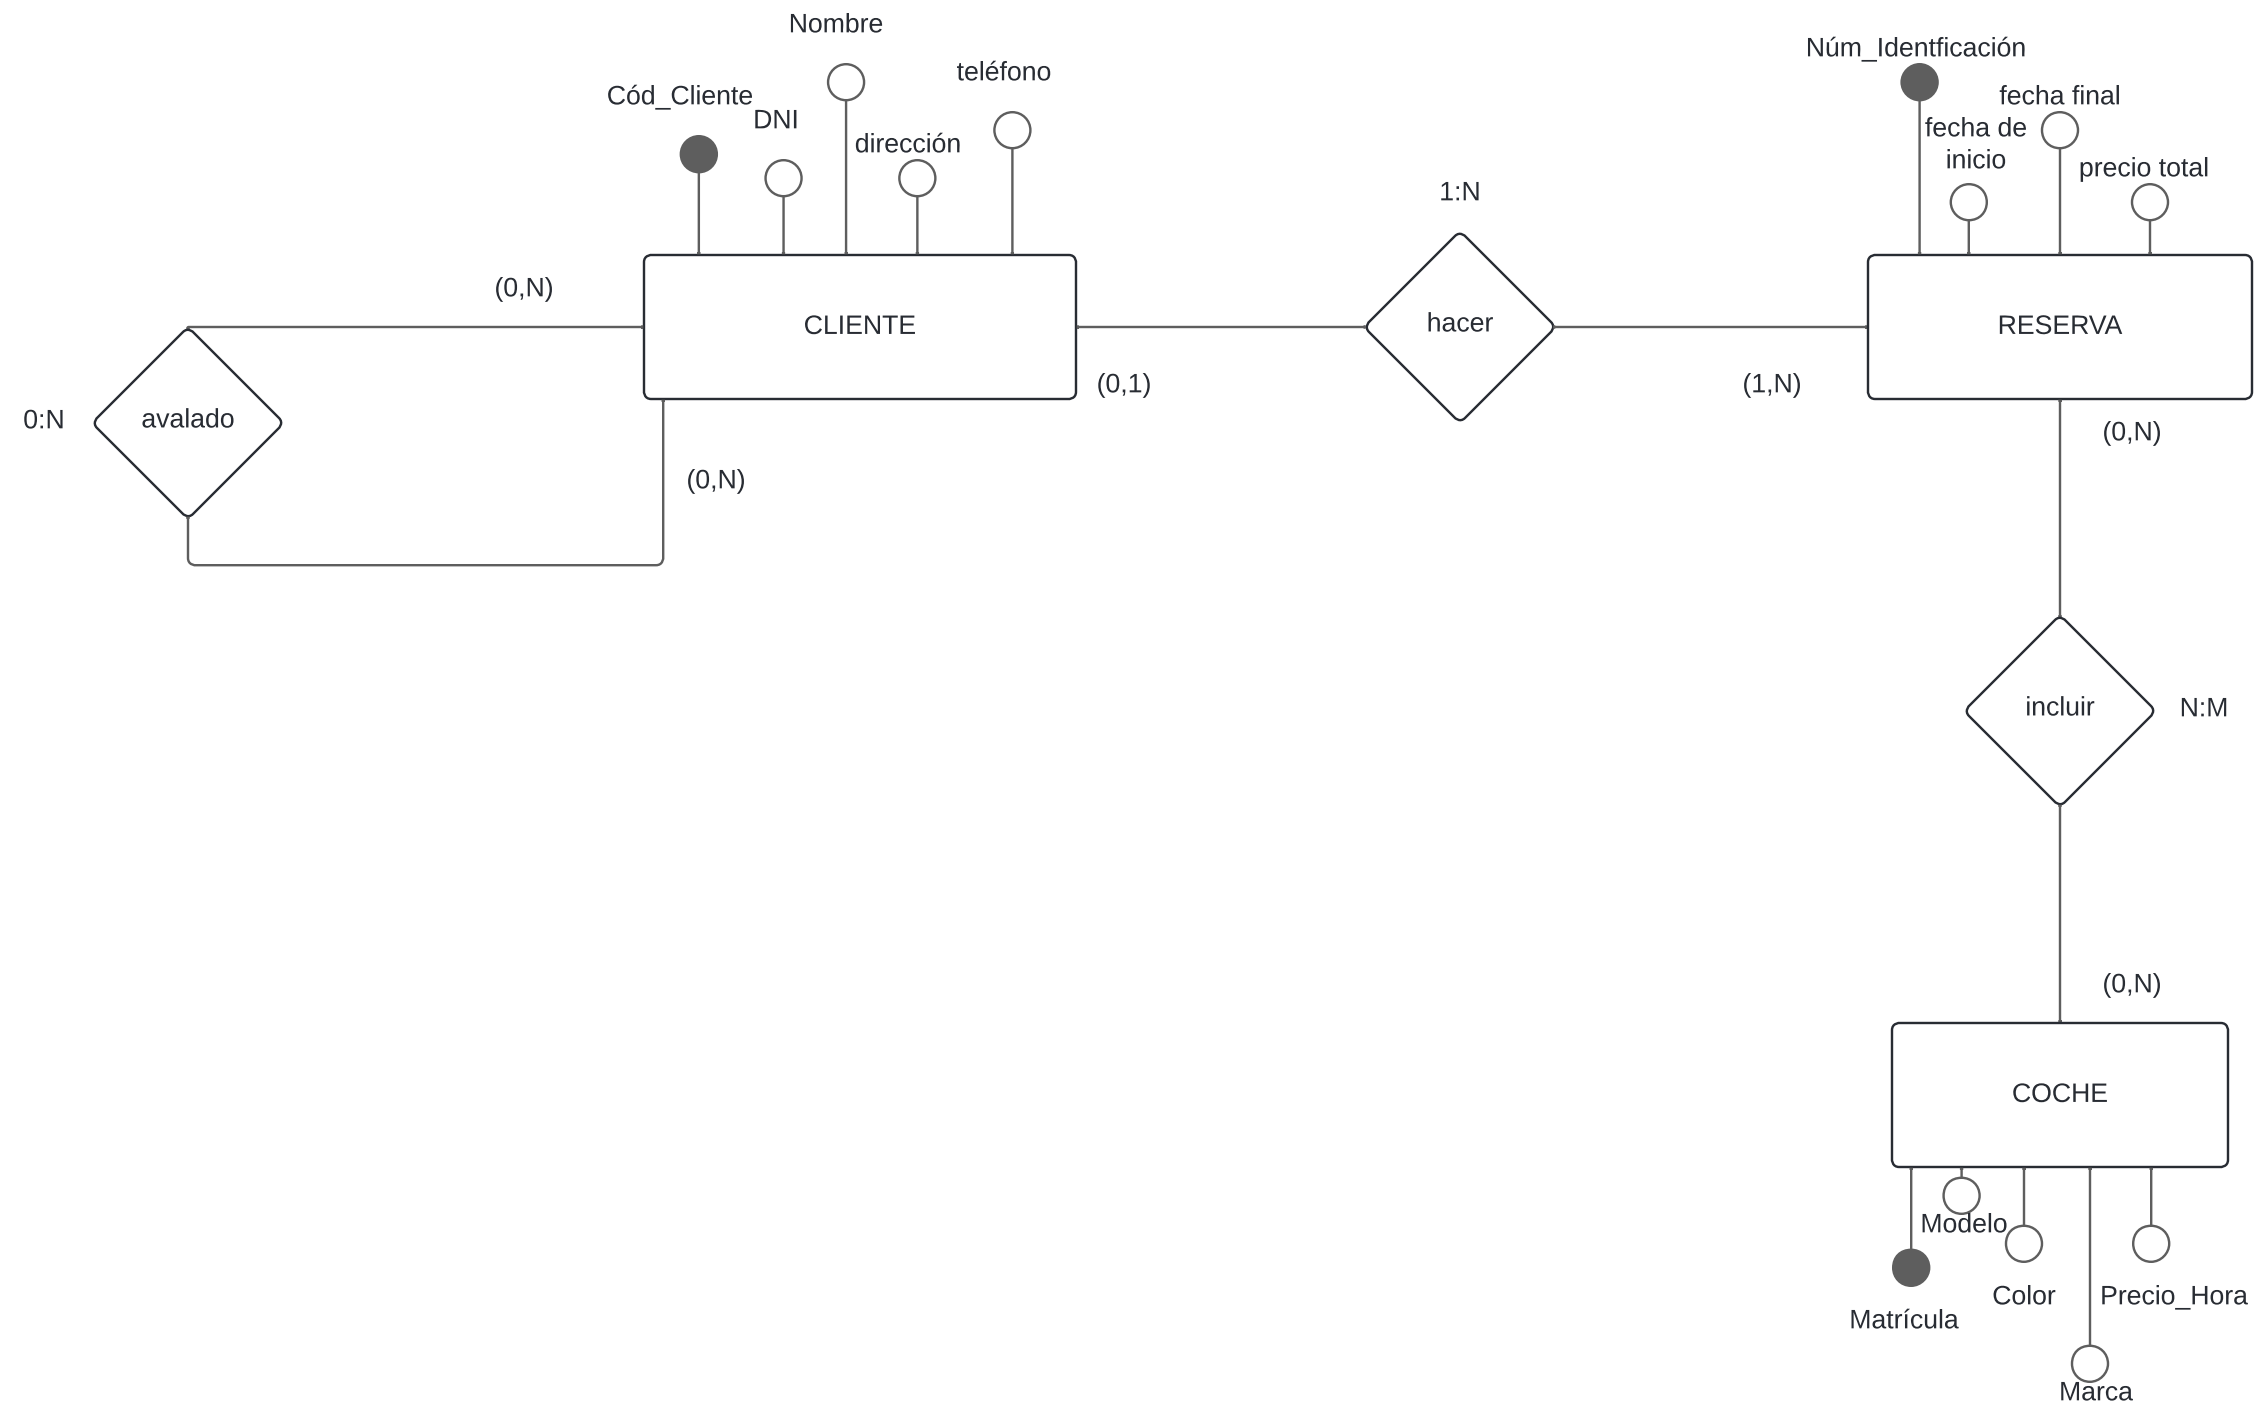 Nombre
Núm_Identficación
teléfono
Cód_Cliente
fecha final
DNI
fecha de
inicio
dirección
precio total
1:N
(0,N)
CLIENTE
hacer
RESERVA
(0,1)
(1,N)
0:N
avalado
(0,N)
(0,N)
incluir
N:M
(0,N)
COCHE
Modelo
Color
Precio_Hora
Matrícula
Marca